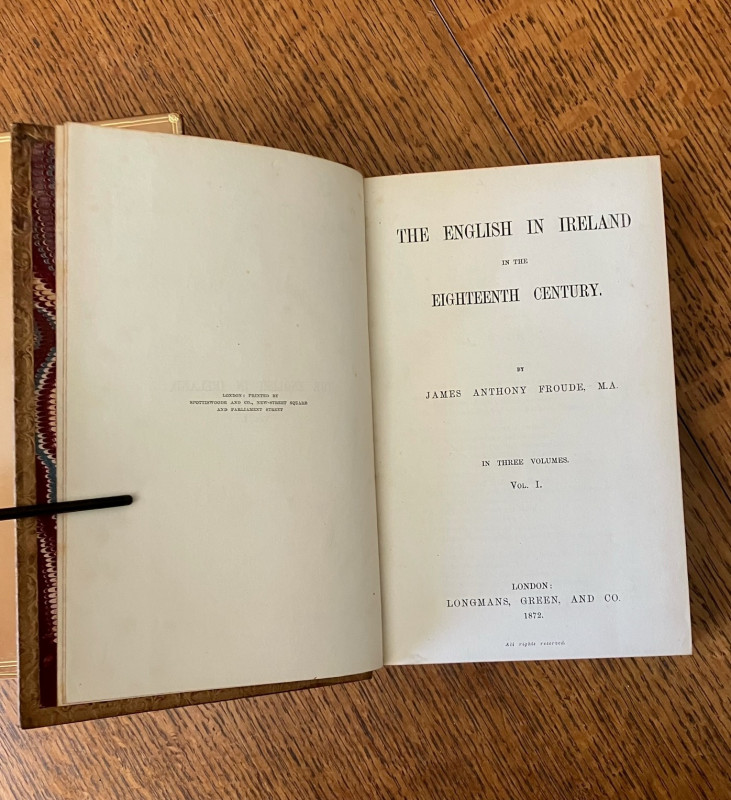 LONDON: PRINTED BY
SPOTTISWOODE AND CO., NEW-STREET SQUARE
AND PARLIAMENT STREET
THE ENGLISH IN IRELAND
IN THE
EIGHTEENTH CENTURY.
BY
JAMES ANTHONY FROUDE, M.A.
IN THREE VOLUMES.
VOL. I.
LONDON:
LONGMANS, GREEN, AND CO.
1872.
All rights reserved.